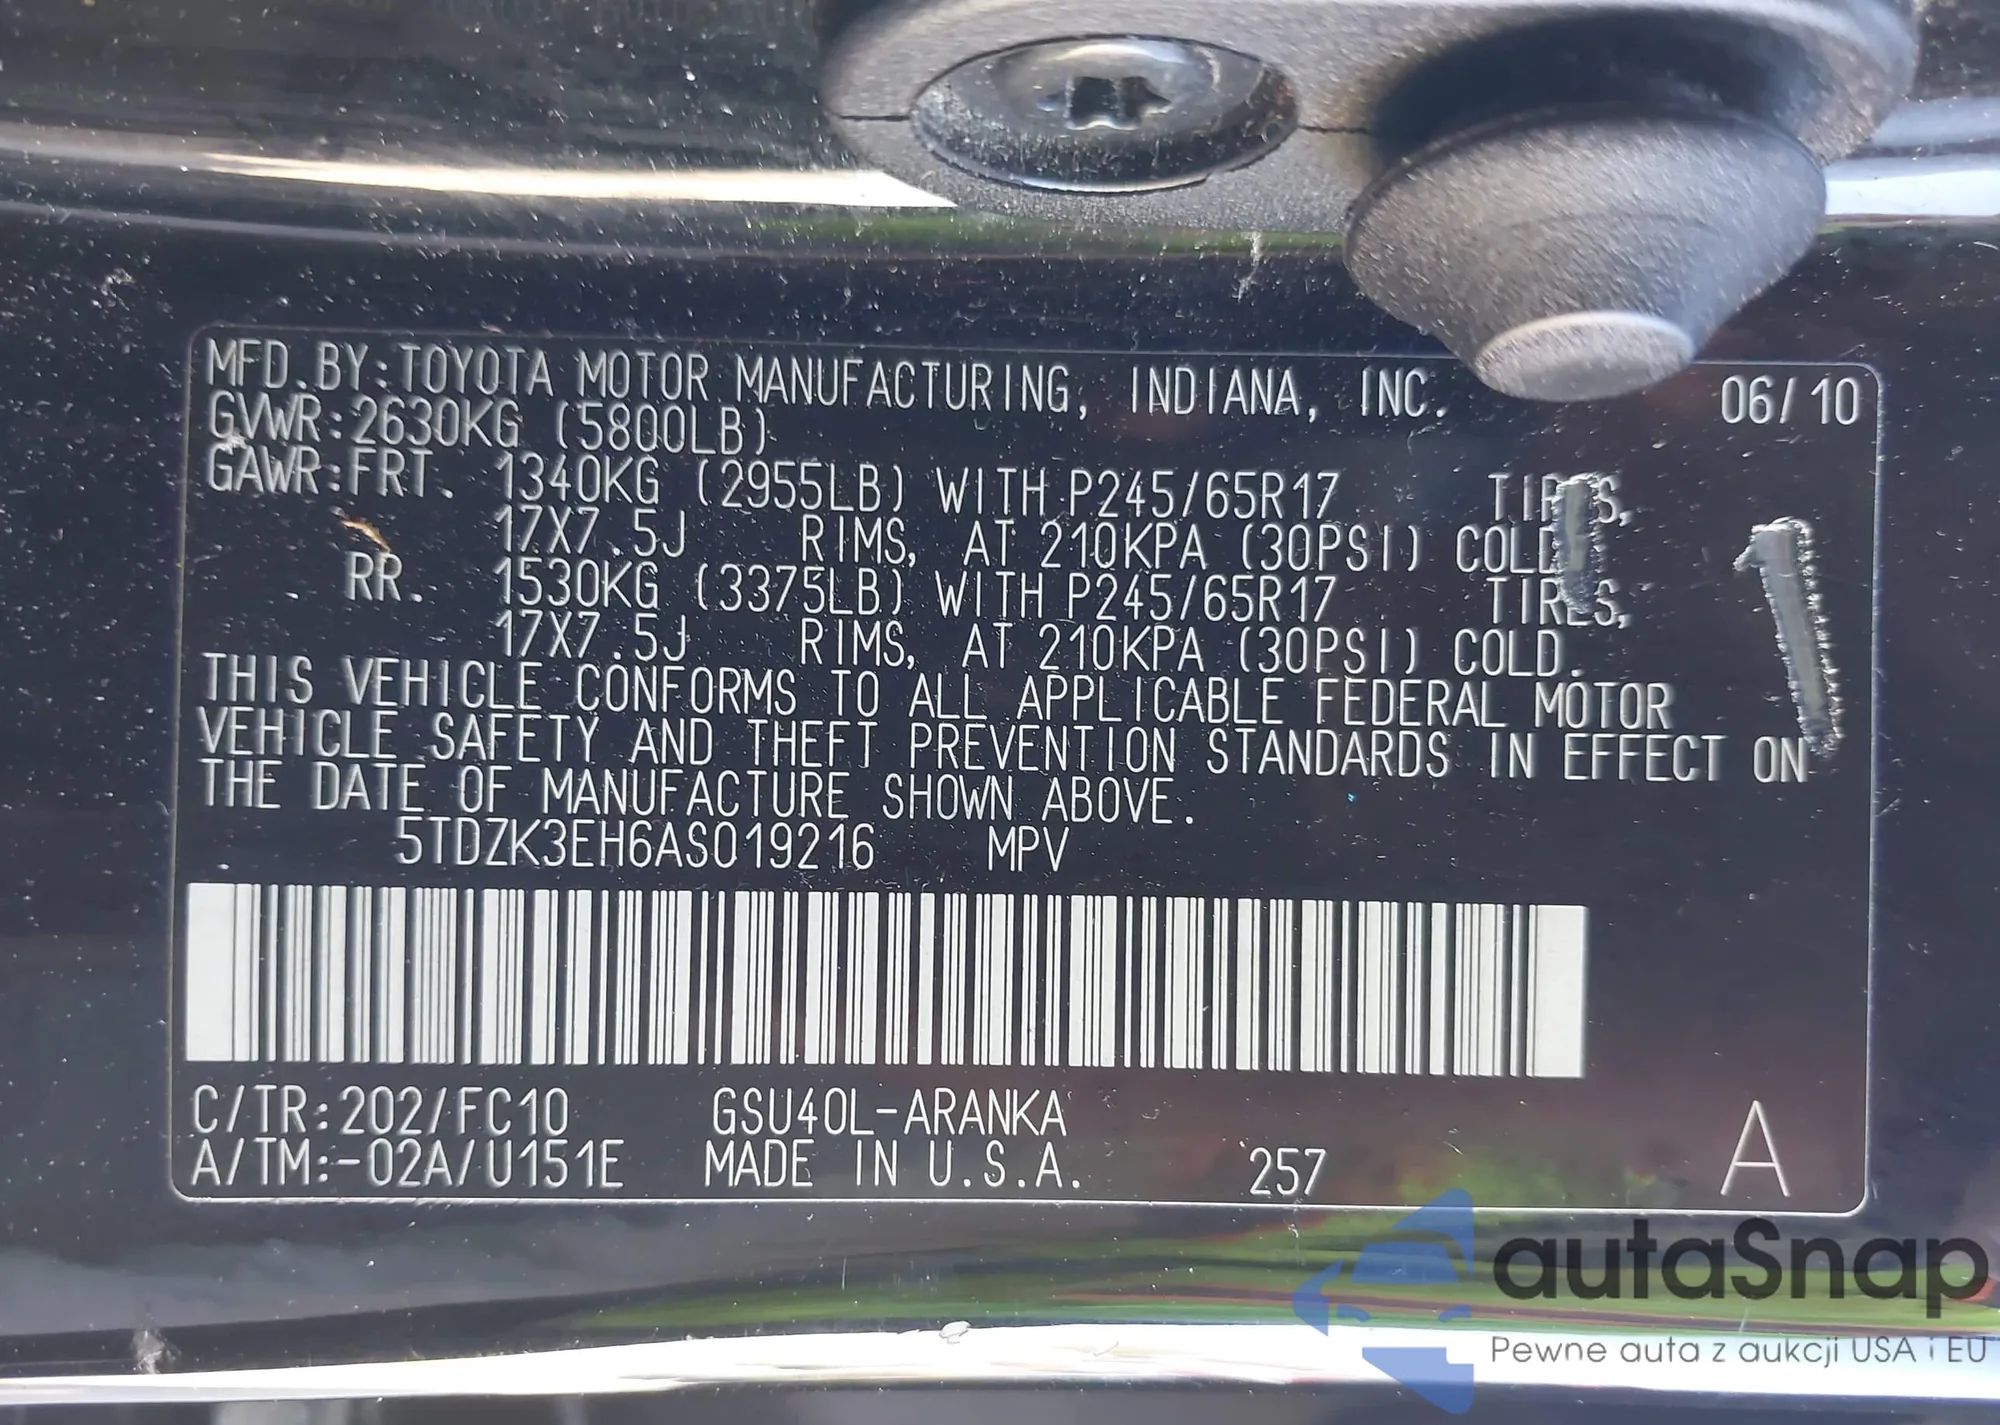 MFD.BY:TOYOTA MOTOR MANUFACTURING, INDIANA, INC. 06/10
GVWR:2630KG (5800LB)
GAWR:FRT. 1340KG (2955LB) WITH P245/65R17 TIRES,
17X7.5J RIMS, AT 210KPA (30PSI) COLD
RR. 1530KG (3375LB) WITH P245/65R17 TIRES,
17X7.5J RIMS, AT 210KPA (30PSI) COLD.
THIS VEHICLE CONFORMS TO ALL APPLICABLE FEDERAL MOTOR
VEHICLE SAFETY AND THEFT PREVENTION STANDARDS IN EFFECT ON
THE DATE OF MANUFACTURE SHOWN ABOVE.
5TDZK3EH6AS019216 MPV
C/TR:202/FC10 GSU40L-ARANKA
A/TM:-02A/U151E MADE IN U.S.A. 257 A
autaSnap
Pewne auta z aukcji USA i EU